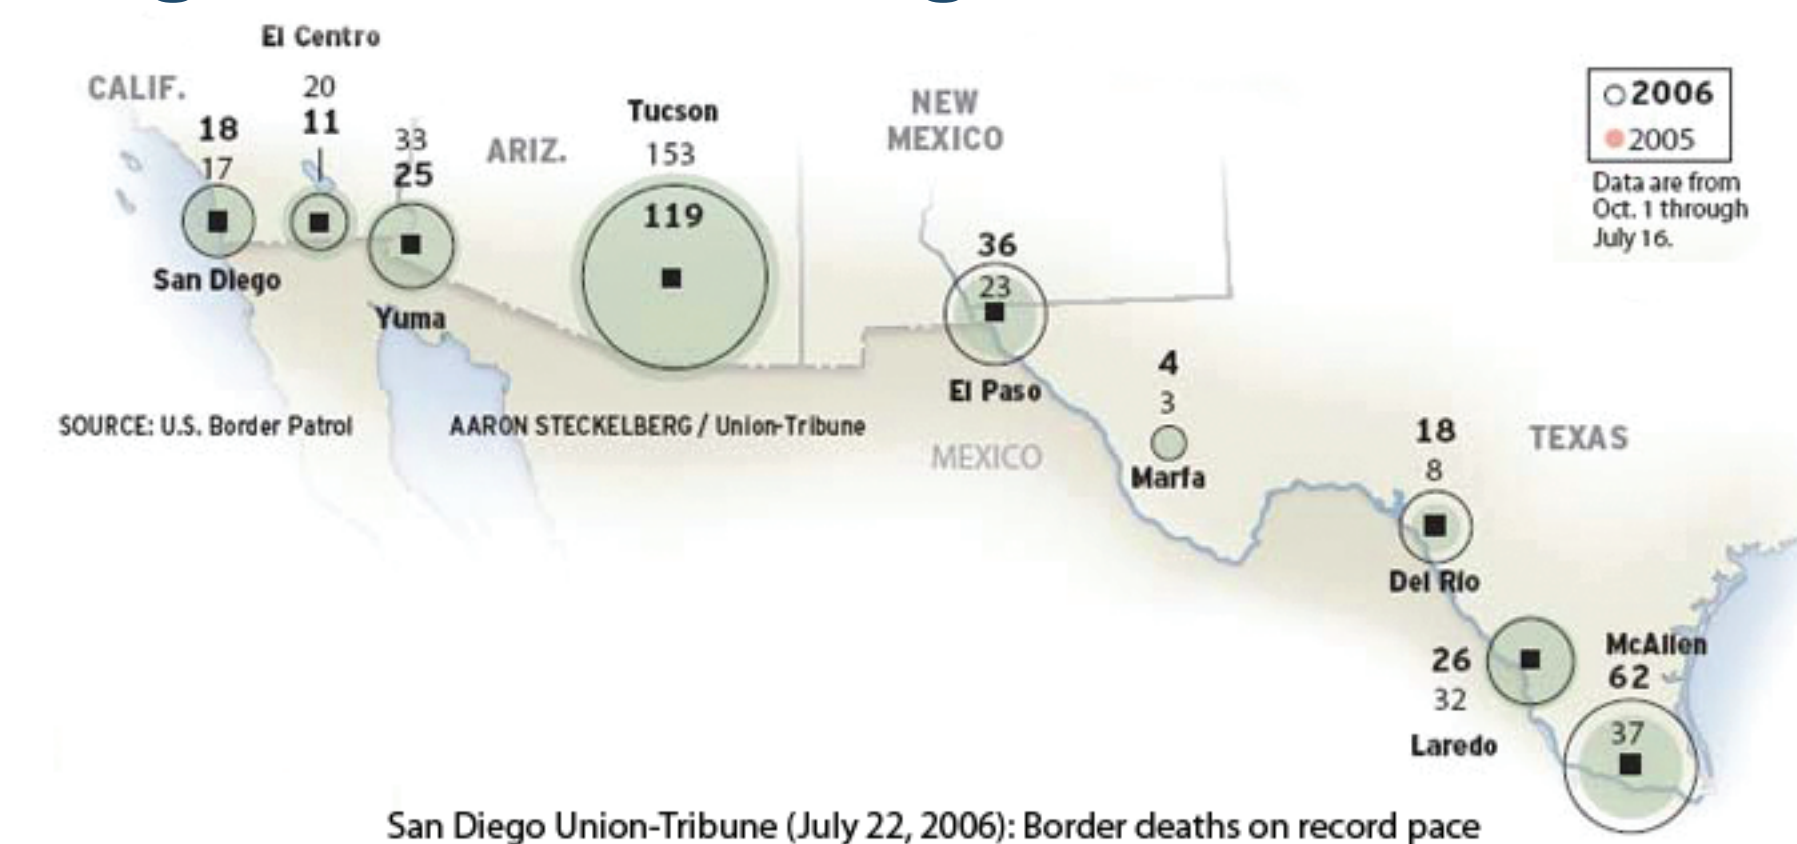 El Centro
20
11
CALIF.
18
17
San Diego
33
25
Yuma
ARIZ.
Tucson
153
119
NEW
MEXICO
36
23
El Paso
4
3
Marfa
MEXICO
18
8
Del Rio
TEXAS
26
32
Laredo
McAllen
62
37
2006
2005
Data are from
Oct. 1 through
July 16.
SOURCE: U.S. Border Patrol
AARON STECKELBERG / Union-Tribune
San Diego Union-Tribune (July 22, 2006): Border deaths on record pace